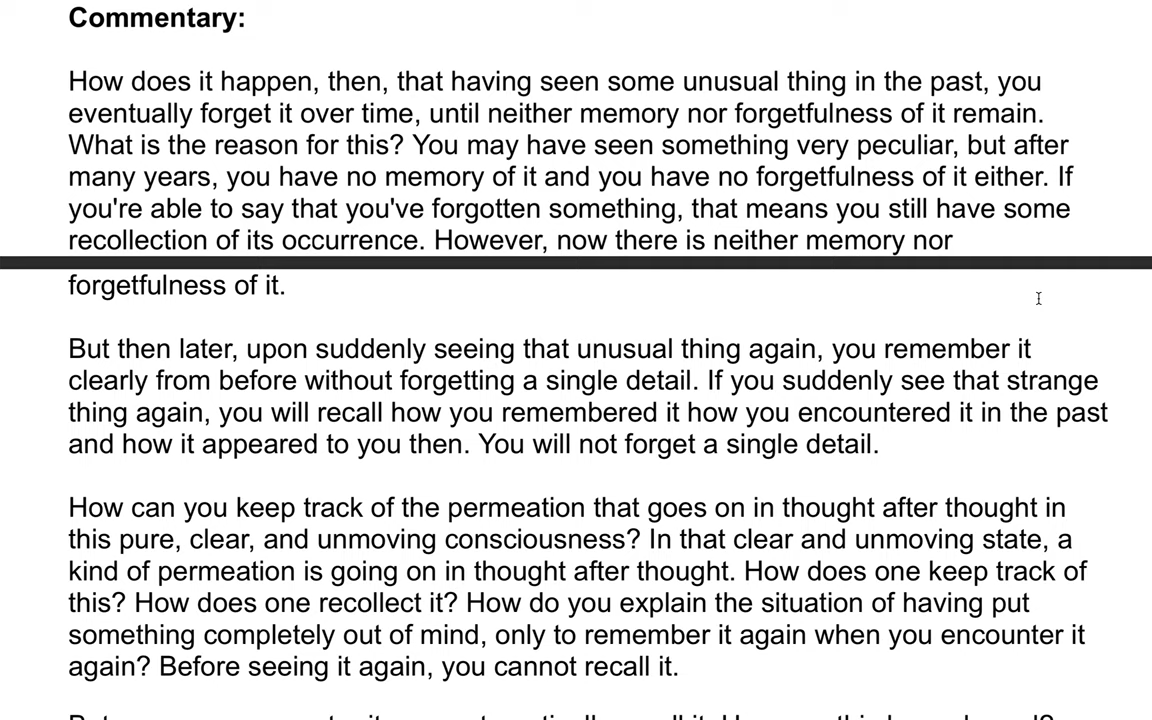 Commentary:
How does it happen, then, that having seen some unusual thing in the past, you
eventually forget it over time, until neither memory nor forgetfulness of it remain.
What is the reason for this? You may have seen something very peculiar, but after
many years, you have no memory of it and you have no forgetfulness of it either. If
you're able to say that you've forgotten something, that means you still have some
recollection of its occurrence. However, now there is neither memory nor
forgetfulness of it.
But then later, upon suddenly seeing that unusual thing again, you remember it
clearly from before without forgetting a single detail. If you suddenly see that strange
thing again, you will recall how you remembered it how you encountered it in the past
and how it appeared to you then. You will not forget a single detail.
How can you keep track of the permeation that goes on in thought after thought in
this pure, clear, and unmoving consciousness? In that clear and unmoving state, a
kind of permeation is going on in thought after thought. How does one keep track of
this? How does one recollect it? How do you explain the situation of having put
something completely out of mind, only to remember it again when you encounter it
again? Before seeing it again, you cannot recall it.